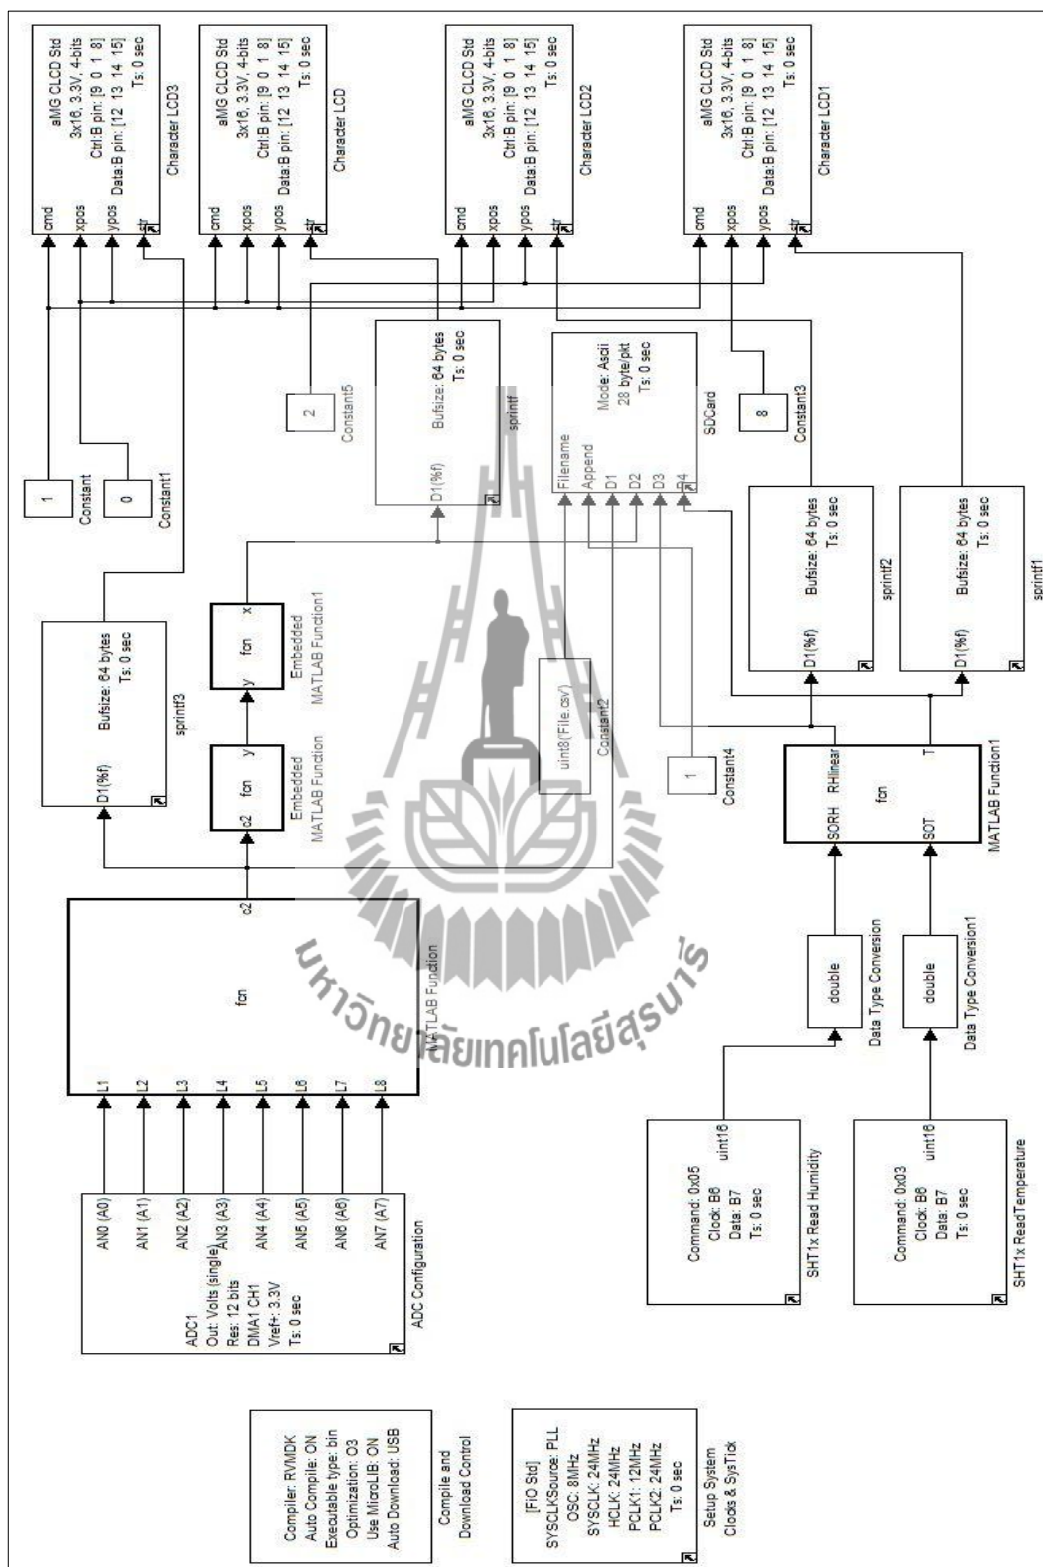 Compiler: RVMDK
Auto Compile: ON
Executable type: bin
Optimization: O3
Use MicroLIB: ON
Auto Download: USB
Compile and
Download Control
[FiO Std]
SYSCLKSource: PLL
OSC: 8MHz
SYSCLK: 24MHz
HCLK: 24MHz
PCLK1: 12MHz
PCLK2: 24MHz
Ts: 0 sec
Setup System
Clocks & SysTick
ADC1
Out: Volts (single)
Res: 12 bits
DMA1 CH1
Vref+: 3.3V
Ts: 0 sec
AN0 (A0)
AN1 (A1)
AN2 (A2)
AN3 (A3)
AN4 (A4)
AN5 (A5)
AN6 (A6)
AN7 (A7)
ADC Configuration
L1
L2
L3
L4
L5
L6
L7
L8
fcn
c2
MATLAB Function
Command: 0x05
Clock: B6
Data: B7
Ts: 0 sec
uint16
SHT1x Read Humidity
Command: 0x03
Clock: B6
Data: B7
Ts: 0 sec
uint16
SHT1x ReadTemperature
double
Data Type Conversion
double
Data Type Conversion1
SORH RHlinear
fcn
SOT T
MATLAB Function1
D1(%f)
Bufsize: 64 bytes
Ts: 0 sec
sprintf3
c2 fcn y
Embedded
MATLAB Function
y fcn x
Embedded
MATLAB Function1
uint8('File.csv')
Constant2
1
Constant4
1
Constant
0
Constant1
2
Constant5
D1(%f)
Bufsize: 64 bytes
Ts: 0 sec
sprintf
Filename
Append
D1
D2
D3
D4
Mode: Ascii
28 byte/pkt
Ts: 0 sec
SDCard
8
Constant3
D1(%f)
Bufsize: 64 bytes
Ts: 0 sec
sprintf2
D1(%f)
Bufsize: 64 bytes
Ts: 0 sec
sprintf1
cmd
xpos
ypos
str
aMG CLCD Std
3x16, 3.3V, 4-bits
Ctrl:B pin: [9 0 1 8]
Data:B pin: [12 13 14 15]
Ts: 0 sec
Character LCD3
cmd
xpos
ypos
str
aMG CLCD Std
3x16, 3.3V, 4-bits
Ctrl:B pin: [9 0 1 8]
Data:B pin: [12 13 14 15]
Ts: 0 sec
Character LCD
cmd
xpos
ypos
str
aMG CLCD Std
3x16, 3.3V, 4-bits
Ctrl:B pin: [9 0 1 8]
Data:B pin: [12 13 14 15]
Ts: 0 sec
Character LCD2
cmd
xpos
ypos
str
aMG CLCD Std
3x16, 3.3V, 4-bits
Ctrl:B pin: [9 0 1 8]
Data:B pin: [12 13 14 15]
Ts: 0 sec
Character LCD1
มหาวิทยาลัยเทคโนโลยีสุรนารี